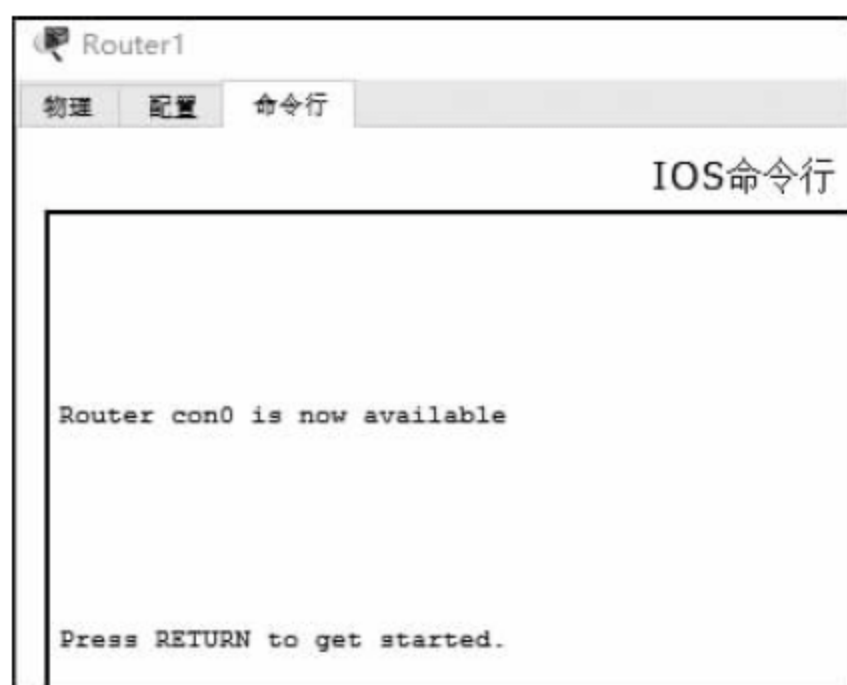 Router1
物理 配置 命令行
IOS命令行
Router con0 is now available
Press RETURN to get started.